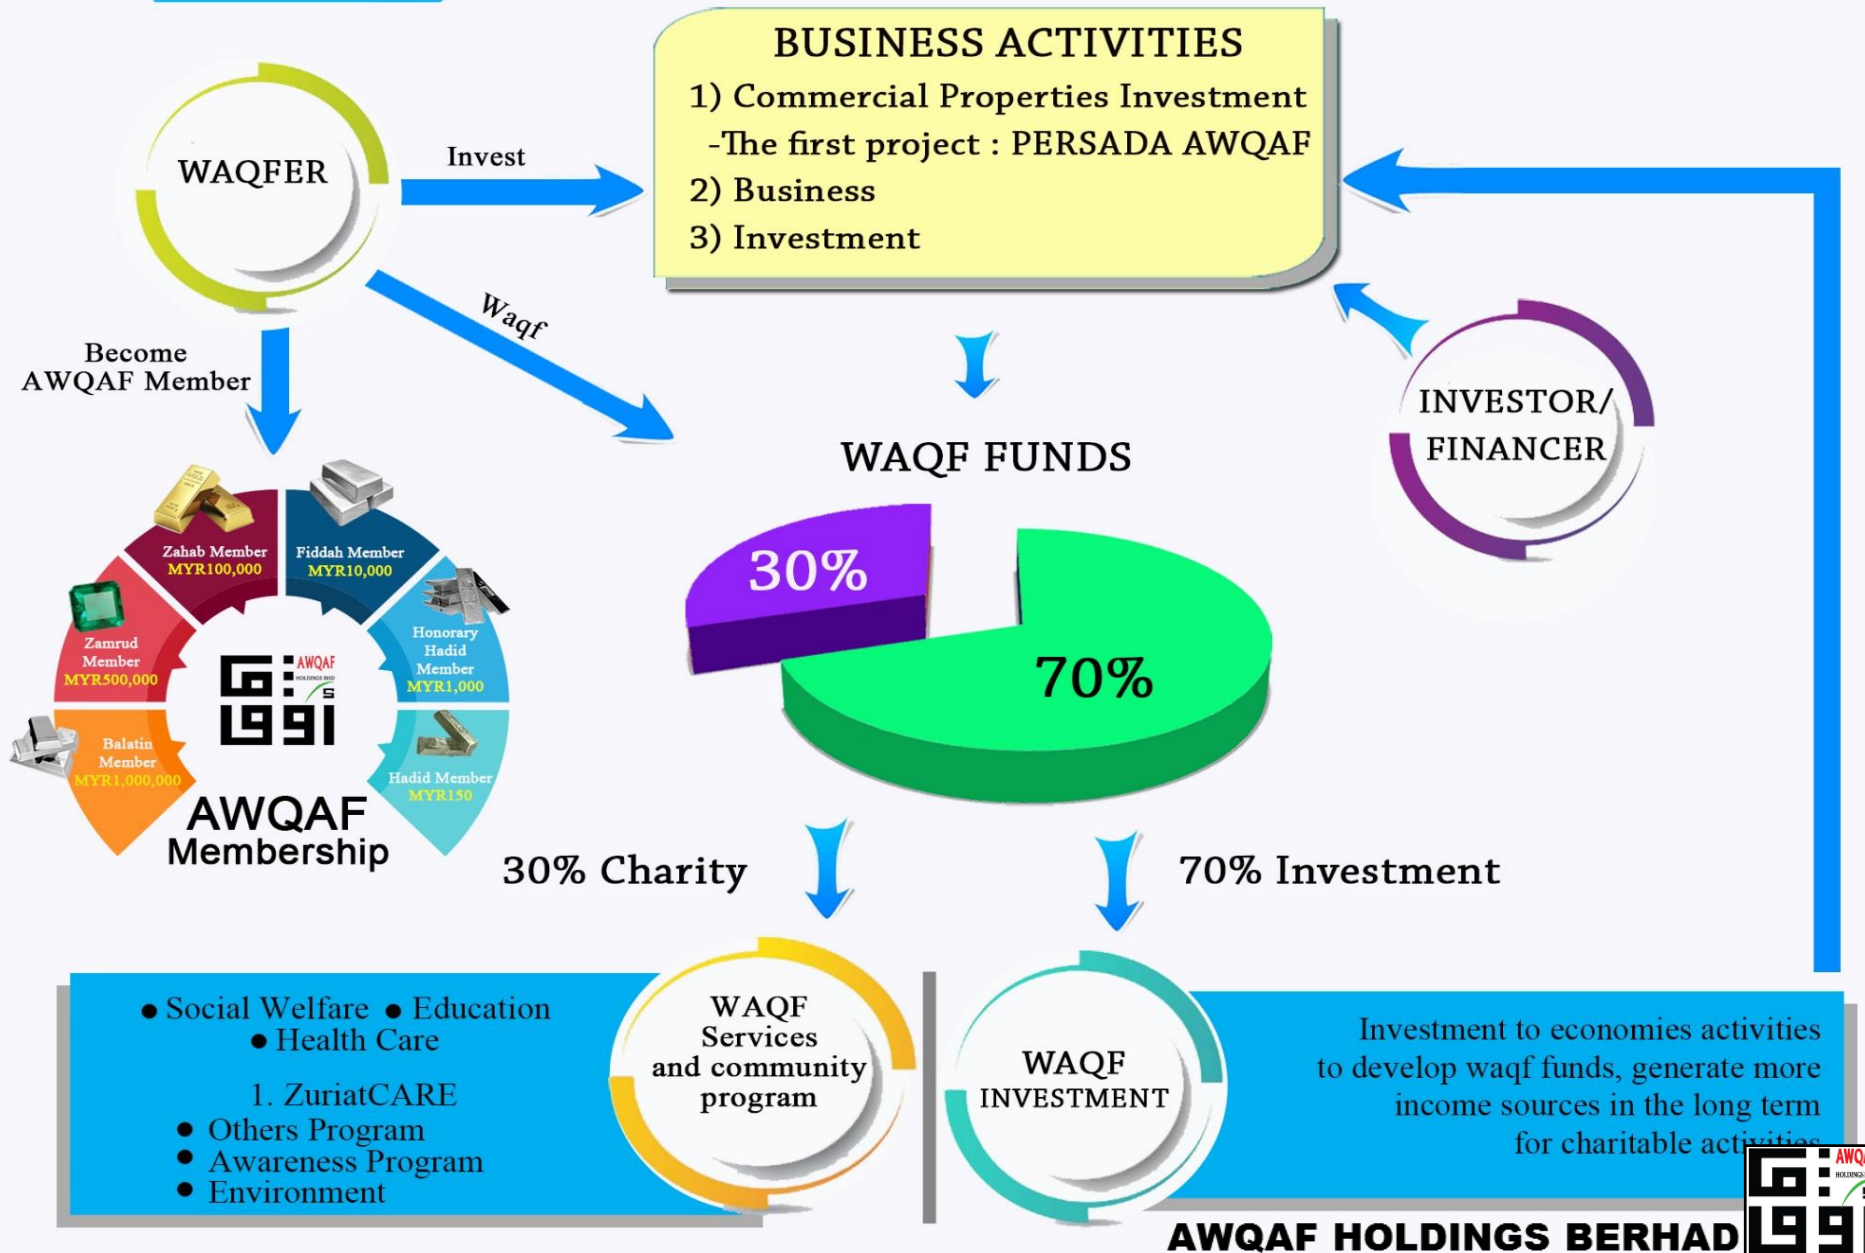 BUSINESS ACTIVITIES
1) Commercial Properties Investment
-The first project : PERSADA AWQAF
2) Business
3) Investment
WAQFER
Invest
Waqf
Become
AWQAF Member
INVESTOR/
FINANCER
WAQF FUNDS
30%
70%
Zahab Member
MYR100,000
Fiddah Member
MYR10,000
Zamrud
Member
MYR500,000
Honorary
Hadid
Member
MYR1,000
Balatin
Member
MYR1,000,000
Hadid Member
MYR150
AWQAF
HOLDINGS BHD
أوقاف
AWQAF
Membership
30% Charity
70% Investment
● Social Welfare ● Education
● Health Care
1. ZuriatCARE
● Others Program
● Awareness Program
● Environment
WAQF
Services
and community
program
WAQF
INVESTMENT
Investment to economies activities
to develop waqf funds, generate more
income sources in the long term
for charitable activities
AWQAF HOLDINGS BERHAD